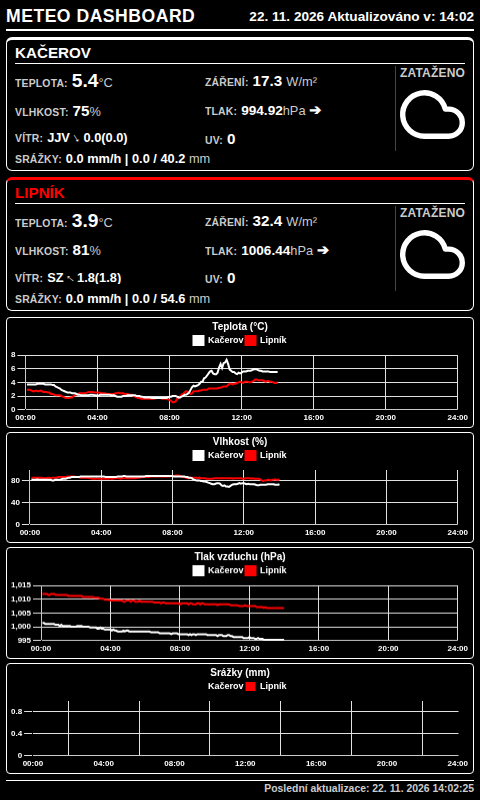 METEO DASHBOARD
22. 11. 2026 Aktualizováno v: 14:02
KAČEROV
TEPLOTA: 5.4°C
VLHKOST: 75%
VÍTR: JJV → 0.0(0.0)
SRÁŽKY: 0.0 mm/h | 0.0 / 40.2 mm
ZÁŘENÍ: 17.3 W/m²
TLAK: 994.92hPa ➔
UV: 0
ZATAŽENO
LIPNÍK
TEPLOTA: 3.9°C
VLHKOST: 81%
VÍTR: SZ → 1.8(1.8)
SRÁŽKY: 0.0 mm/h | 0.0 / 54.6 mm
ZÁŘENÍ: 32.4 W/m²
TLAK: 1006.44hPa ➔
UV: 0
ZATAŽENO
Teplota (°C)
Kačerov Lipník
8
6
4
2
0
00:00 04:00 08:00 12:00 16:00 20:00 24:00
Vlhkost (%)
Kačerov Lipník
80
40
0
00:00 04:00 08:00 12:00 16:00 20:00 24:00
Tlak vzduchu (hPa)
Kačerov Lipník
1,015
1,010
1,005
1,000
995
00:00 04:00 08:00 12:00 16:00 20:00 24:00
Srážky (mm)
Kačerov Lipník
0.8
0.4
0
00:00 04:00 08:00 12:00 16:00 20:00 24:00
Poslední aktualizace: 22. 11. 2026 14:02:25